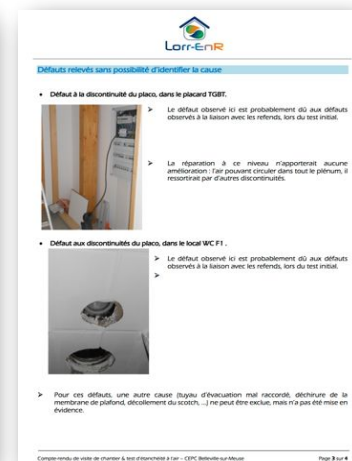 Lorr-EnR
Défauts relevés sans possibilité d'identifier la cause
• Défaut à la discontinuité du placo, dans le placard TGBT.
➢ Le défaut observé ici est probablement dû aux défauts
observés à la liaison avec les refends, lors du test initial.
➢ La réparation à ce niveau n'apporterait aucune
amélioration : l'air pouvant circuler dans tout le plénum, il
ressortirait par d'autres discontinuités.
• Défaut aux discontinuités du placo, dans le local WC F1 .
➢ Le défaut observé ici est probablement dû aux défauts
observés à la liaison avec les refends, lors du test initial.
➢
➢ Pour ces défauts, une autre cause (tuyau d'évacuation mal raccordé, déchirure de la
membrane de plafond, décollement du scotch, ...) ne peut être exclue, mais n'a pas été mise en
évidence.
Compte-rendu de visite de chantier & test d'étanchéité à l'air – CEPC Belleville-sur-Meuse Page 3 sur 4